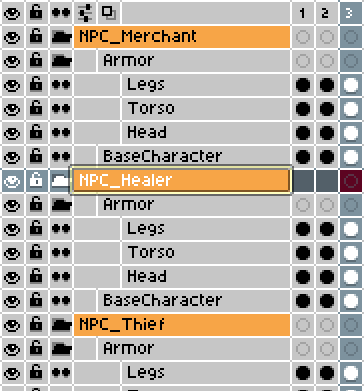 1 2 3
NPC_Merchant
Armor
Legs
Torso
Head
BaseCharacter
NPC_Healer
Armor
Legs
Torso
Head
BaseCharacter
NPC_Thief
Armor
Legs